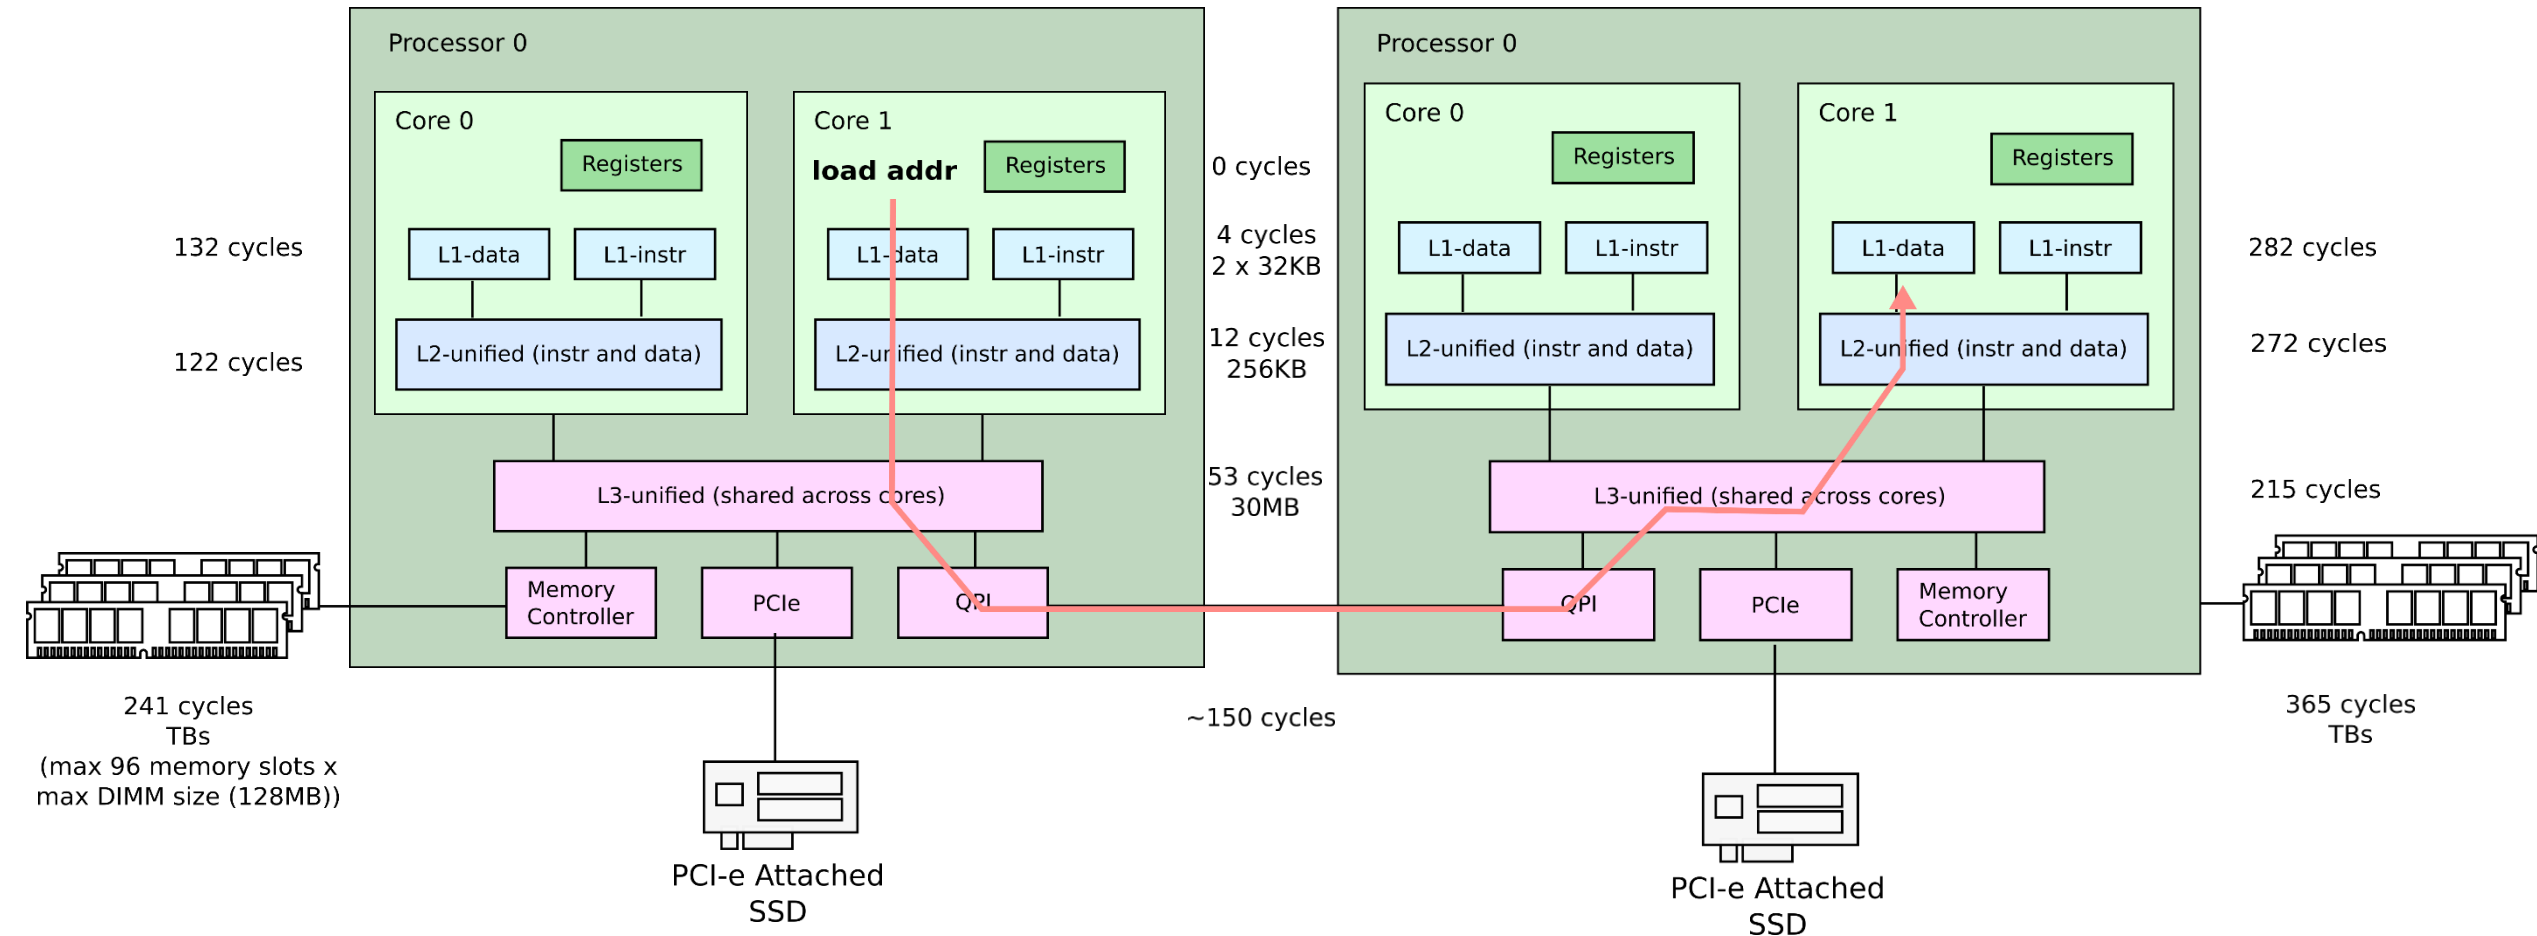 Processor 0
Core 0
Registers
L1-data
L1-instr
L2-unified (instr and data)
Core 1
load addr
Registers
L1-data
L1-instr
L2-unified (instr and data)
L3-unified (shared across cores)
Memory
Controller
PCIe
QPI
132 cycles
122 cycles
241 cycles
TBs
(max 96 memory slots x
max DIMM size (128MB))
PCI-e Attached
SSD
0 cycles
4 cycles
2 x 32KB
12 cycles
256KB
53 cycles
30MB
~150 cycles
Processor 0
Core 0
Registers
L1-data
L1-instr
L2-unified (instr and data)
Core 1
Registers
L1-data
L1-instr
L2-unified (instr and data)
L3-unified (shared across cores)
QPI
PCIe
Memory
Controller
282 cycles
272 cycles
215 cycles
365 cycles
TBs
PCI-e Attached
SSD